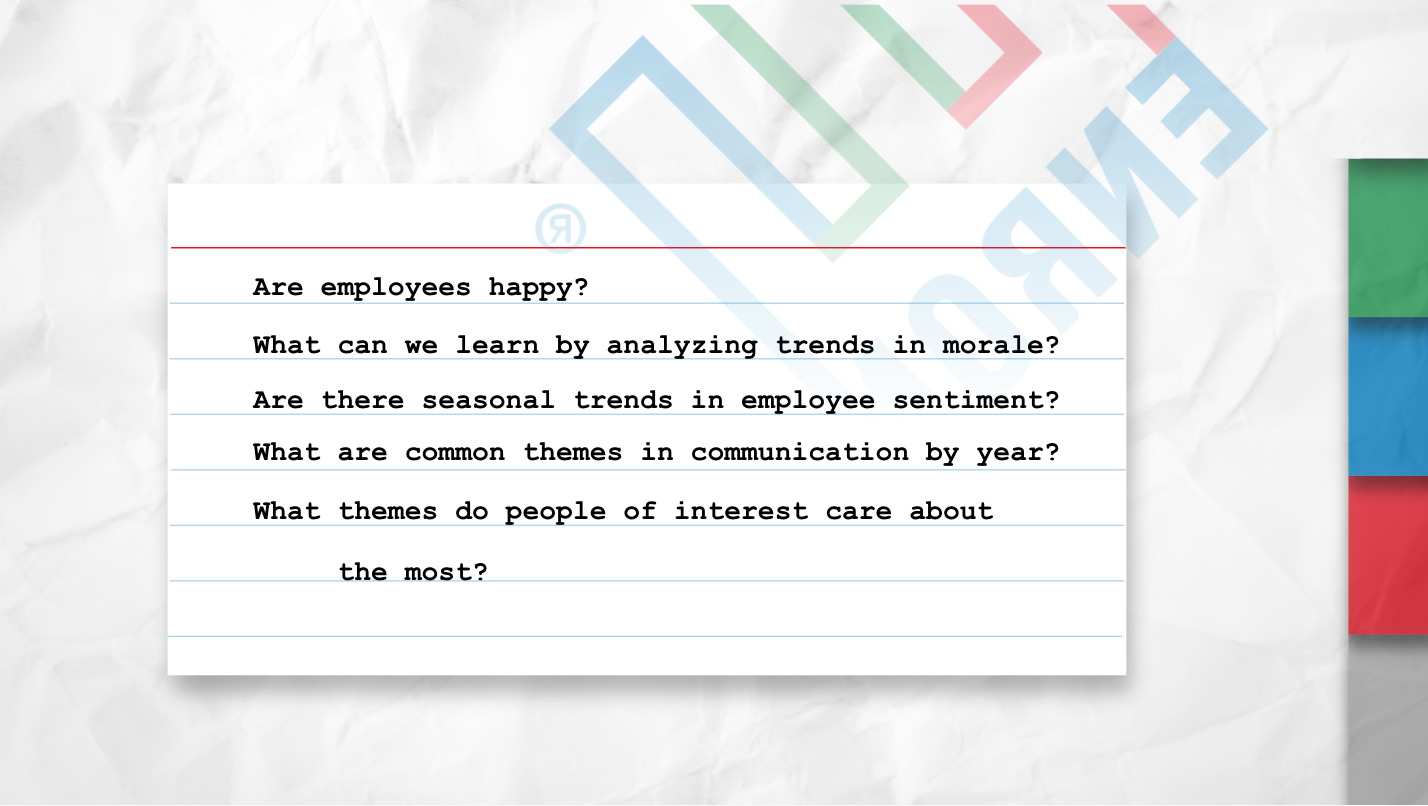 ENRON
®
Are employees happy?
What can we learn by analyzing trends in morale?
Are there seasonal trends in employee sentiment?
What are common themes in communication by year?
What themes do people of interest care about
the most?